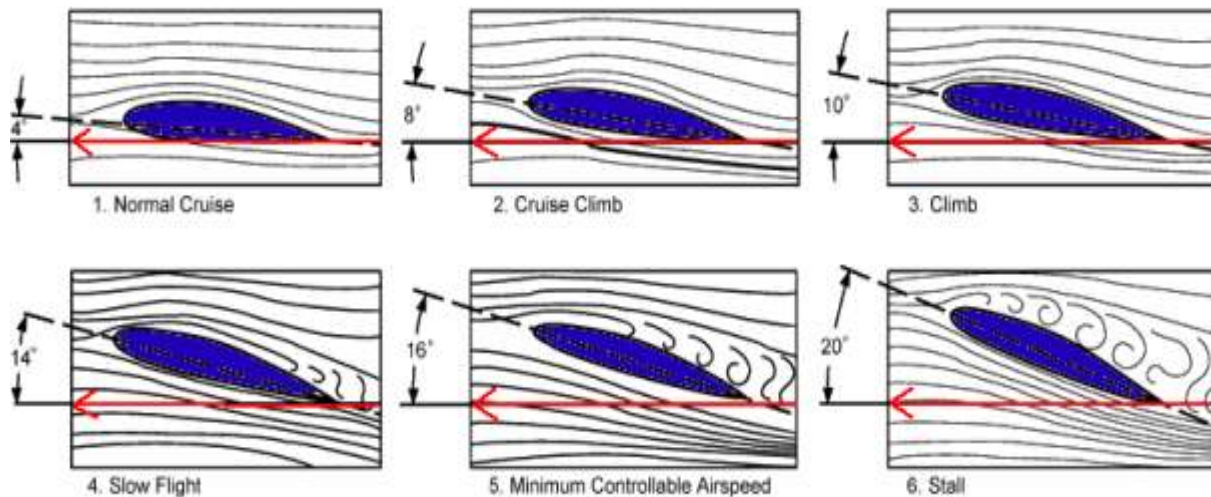 4°
1. Normal Cruise
8°
2. Cruise Climb
10°
3. Climb
14°
4. Slow Flight
16°
5. Minimum Controllable Airspeed
20°
6. Stall